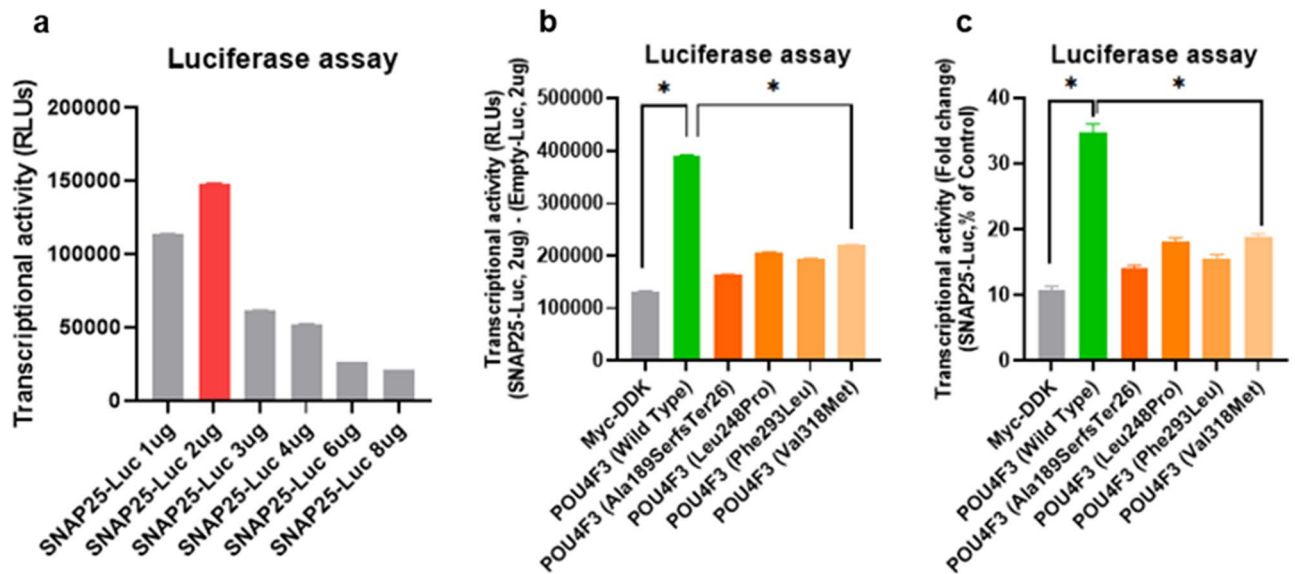 a
Luciferase assay
Transcriptional activity (RLUs)
200000
150000
100000
50000
0
SNAP25-Luc 1ug
SNAP25-Luc 2ug
SNAP25-Luc 3ug
SNAP25-Luc 4ug
SNAP25-Luc 6ug
SNAP25-Luc 8ug
b
Luciferase assay
Transcriptional activity (RLUs)
(SNAP25-Luc, 2ug) - (Empty-Luc, 2ug)
500000
400000
300000
200000
100000
0
* *
Myc-DDK
POU4F3 (Wild Type)
POU4F3 (Ala189SerfsTer26)
POU4F3 (Leu248Pro)
POU4F3 (Phe293Leu)
POU4F3 (Val318Met)
c
Luciferase assay
Transcriptional activity (Fold change)
(SNAP25-Luc,% of Control)
40
30
20
10
0
* *
Myc-DDK
POU4F3 (Wild Type)
POU4F3 (Ala189SerfsTer26)
POU4F3 (Leu248Pro)
POU4F3 (Phe293Leu)
POU4F3 (Val318Met)